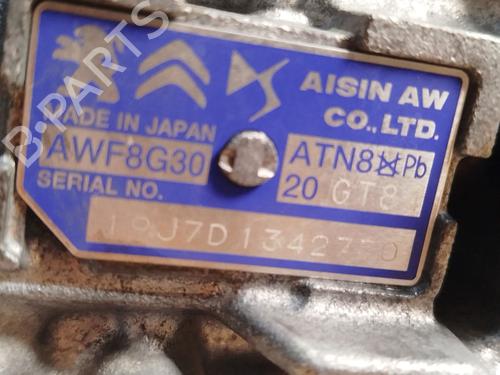 B-PARTS
AISIN AW
CO.,LTD.
MADE IN JAPAN
AWF8G30
ATN8 Pb
SERIAL NO.
20 GT8